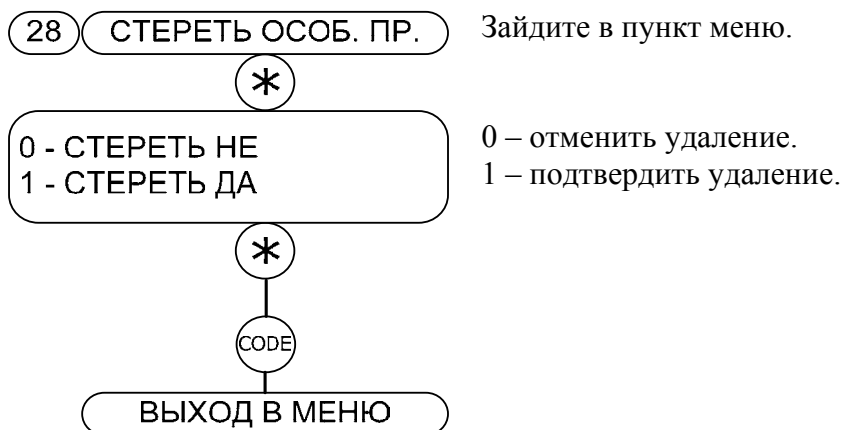 28 СТЕРЕТЬ ОСОБ. ПР. Зайдите в пункт меню.
*
0 - СТЕРЕТЬ НЕ 0 – отменить удаление.
1 - СТЕРЕТЬ ДА 1 – подтвердить удаление.
*
CODE
ВЫХОД В МЕНЮ